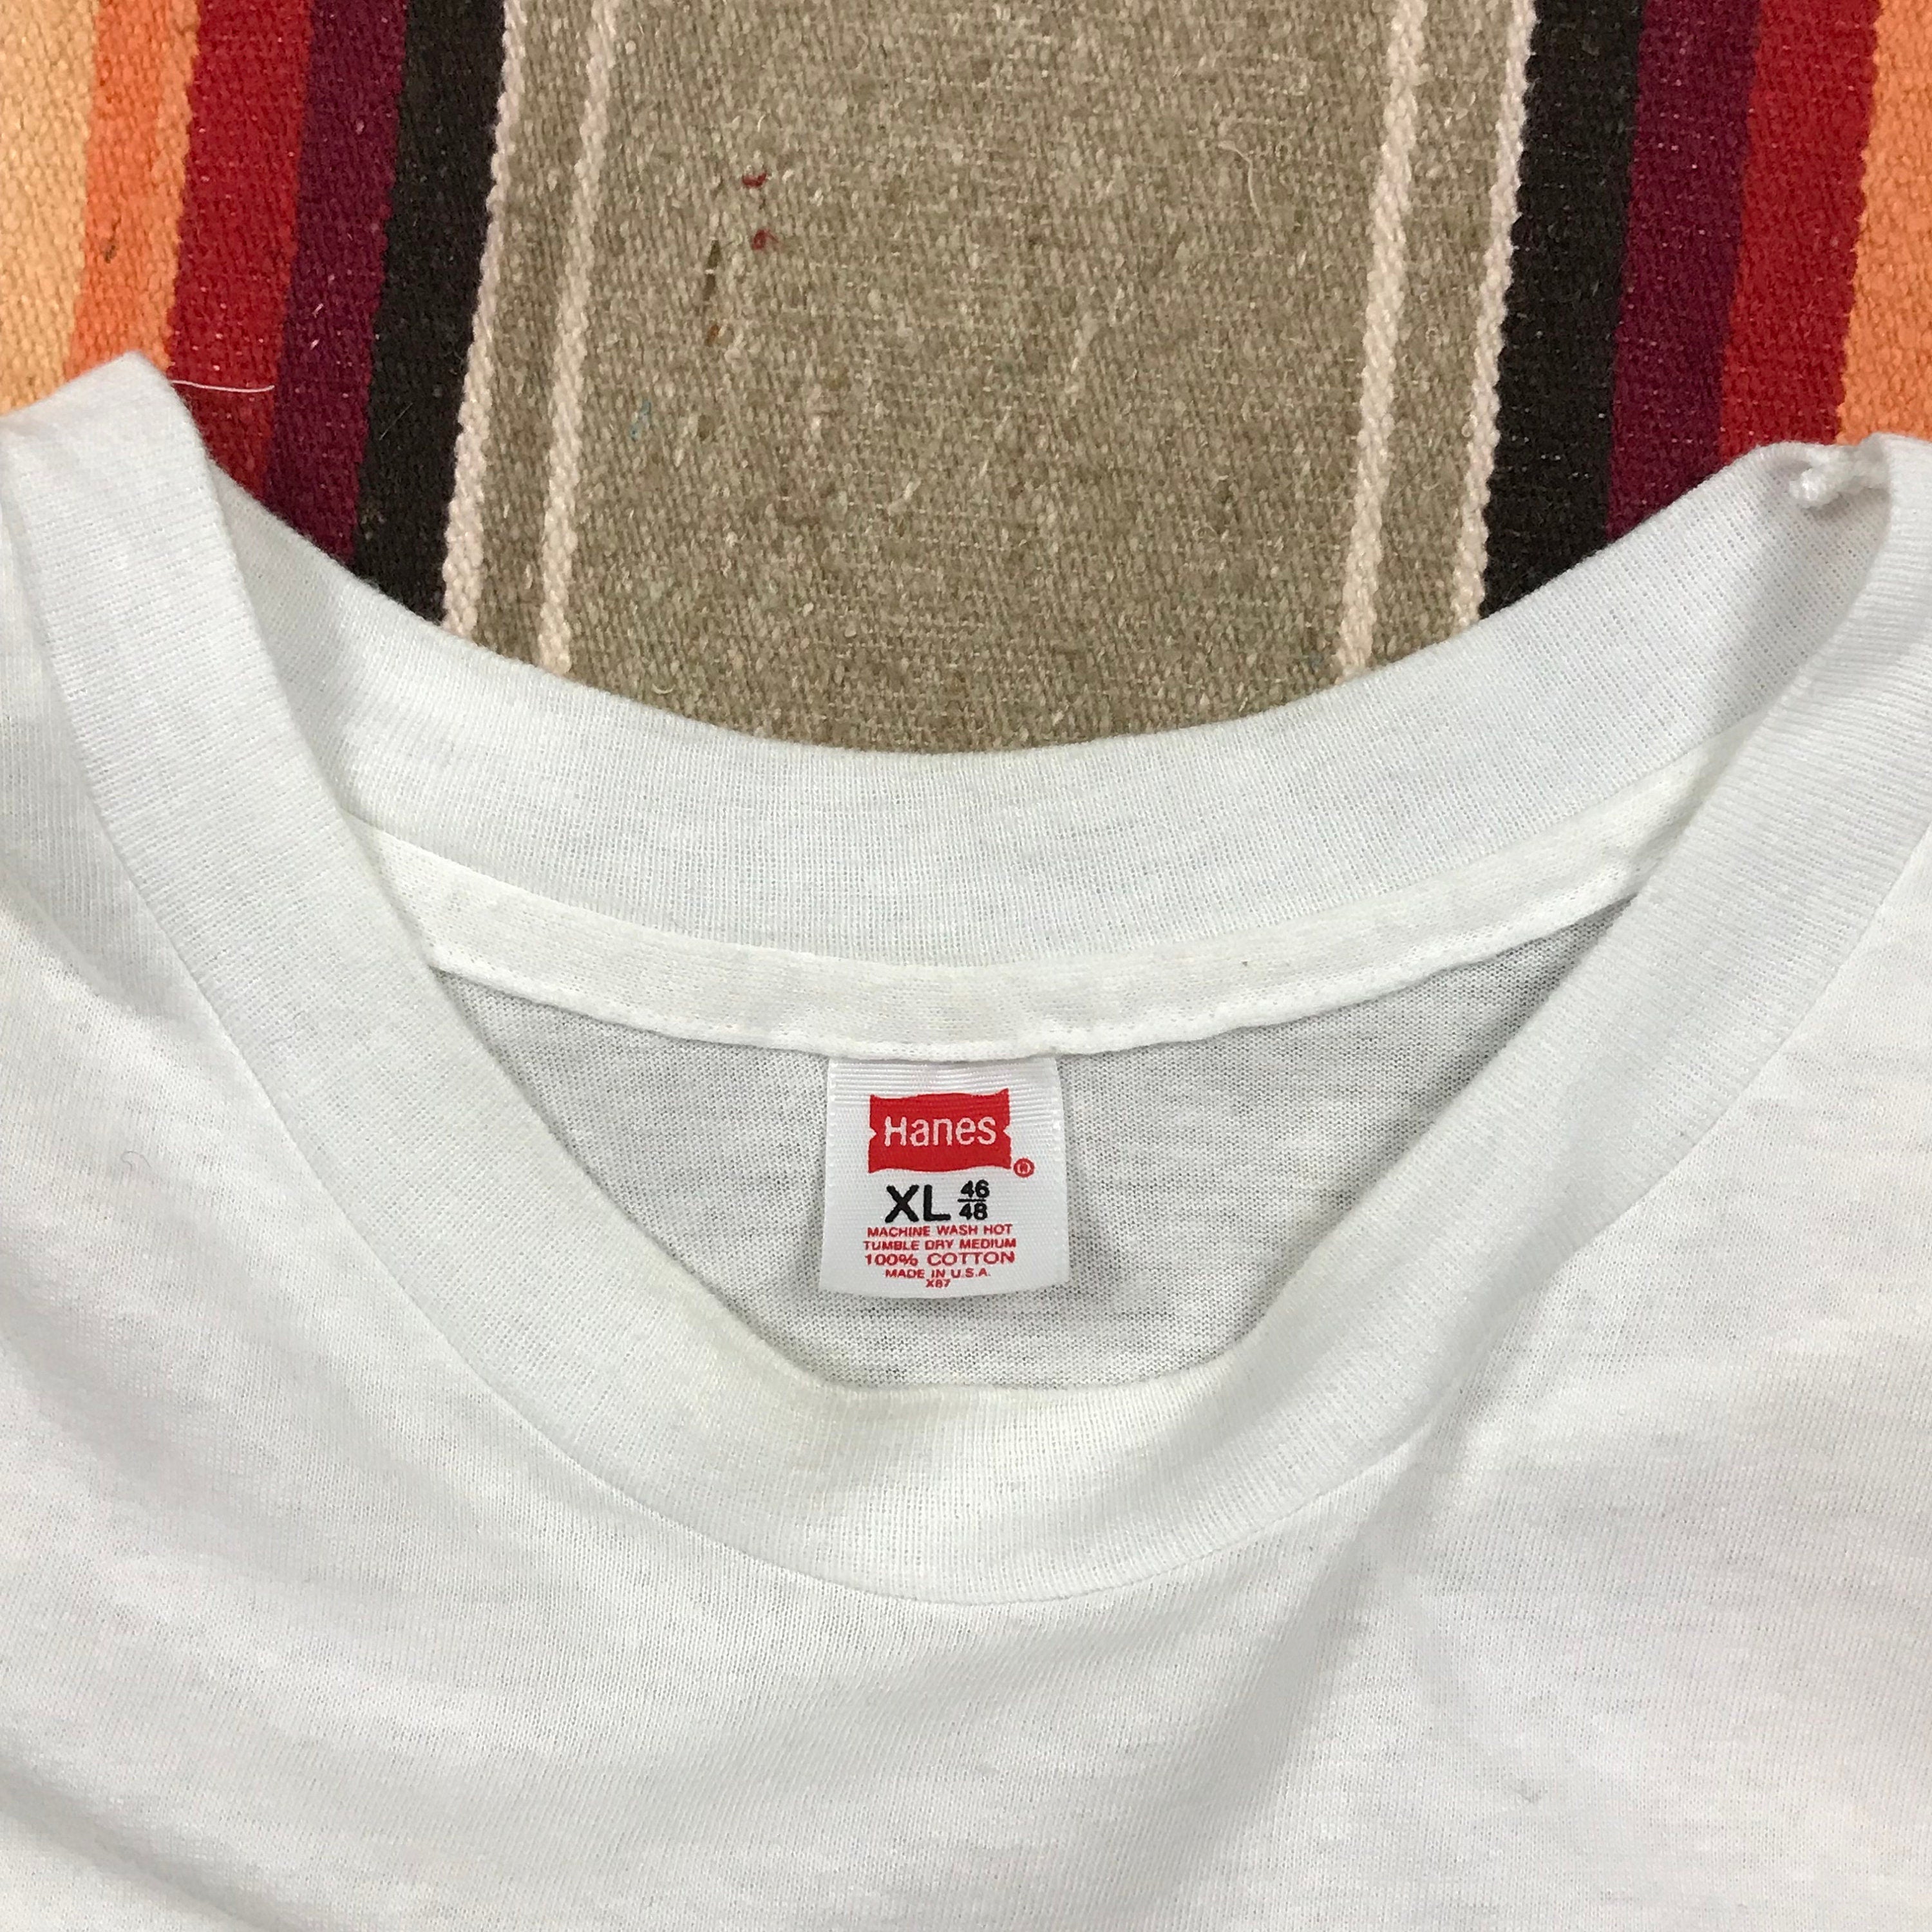 Hanes
®
XL 46
48
MACHINE WASH HOT
TUMBLE DRY MEDIUM
100% COTTON
MADE IN U.S.A.
X87